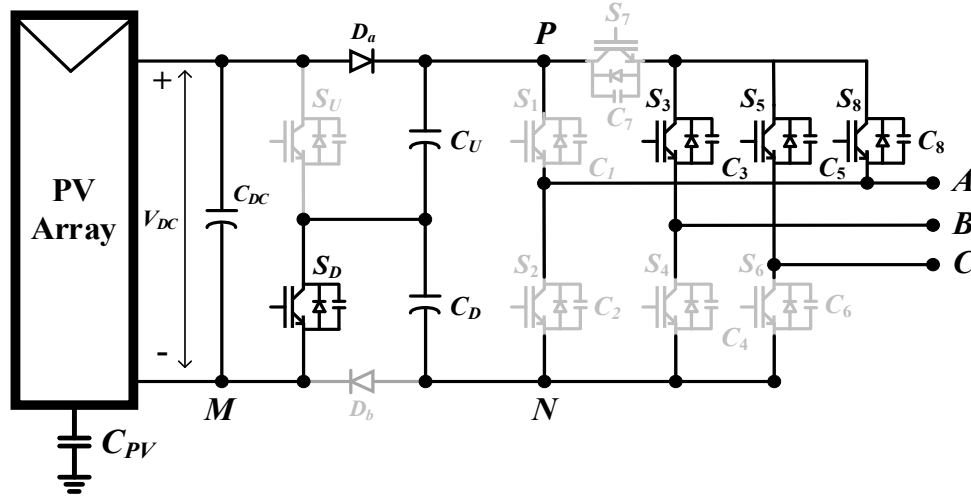 PV
Array
+
V_DC
-
C_PV
M
C_DC
S_U
S_D
D_a
D_b
C_U
C_D
P
N
S_7
C_7
S_1
C_1
S_2
C_2
S_3
C_3
S_4
C_4
S_5
C_5
S_6
C_6
S_8
C_8
A
B
C